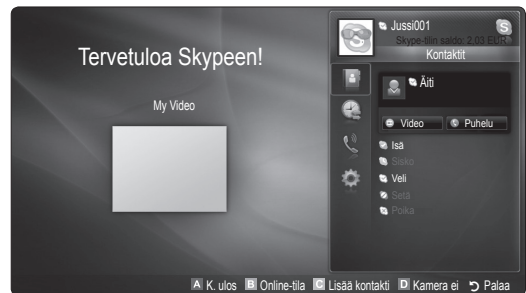 Tervetuloa Skypeen!
My Video
Jussi001
Skype-tilin saldo: 2,03 EUR
Kontaktit
Äiti
Video Puhelu
Isä
Sisko
Veli
Setä
Poika
A K. ulos B Online-tila C Lisää kontakti D Kamera ei Palaa